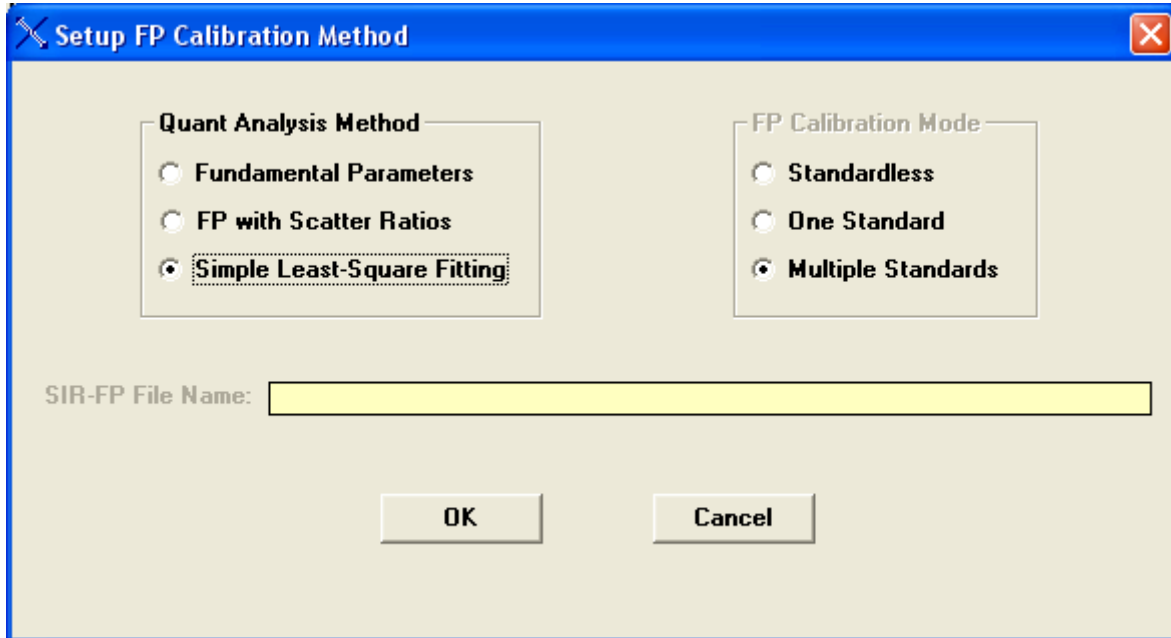 Setup FP Calibration Method
Quant Analysis Method
Fundamental Parameters
FP with Scatter Ratios
Simple Least-Square Fitting
FP Calibration Mode
Standardless
One Standard
Multiple Standards
SIR-FP File Name:
OK
Cancel